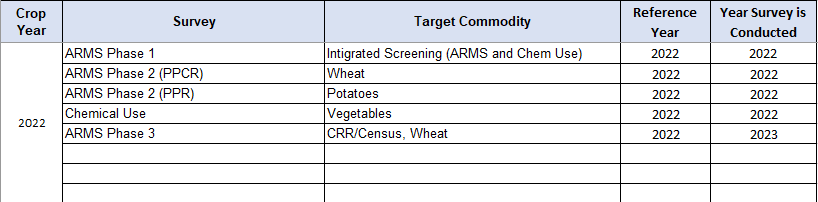 Crop Year Survey Target Commodity Reference Year Year Survey is Conducted
ARMS Phase 1 Intigrated Screening (ARMS and Chem Use) 2022 2022
ARMS Phase 2 (PPCR) Wheat 2022 2022
ARMS Phase 2 (PPR) Potatoes 2022 2022
2022 Chemical Use Vegetables 2022 2022
ARMS Phase 3 CRR/Census, Wheat 2022 2023